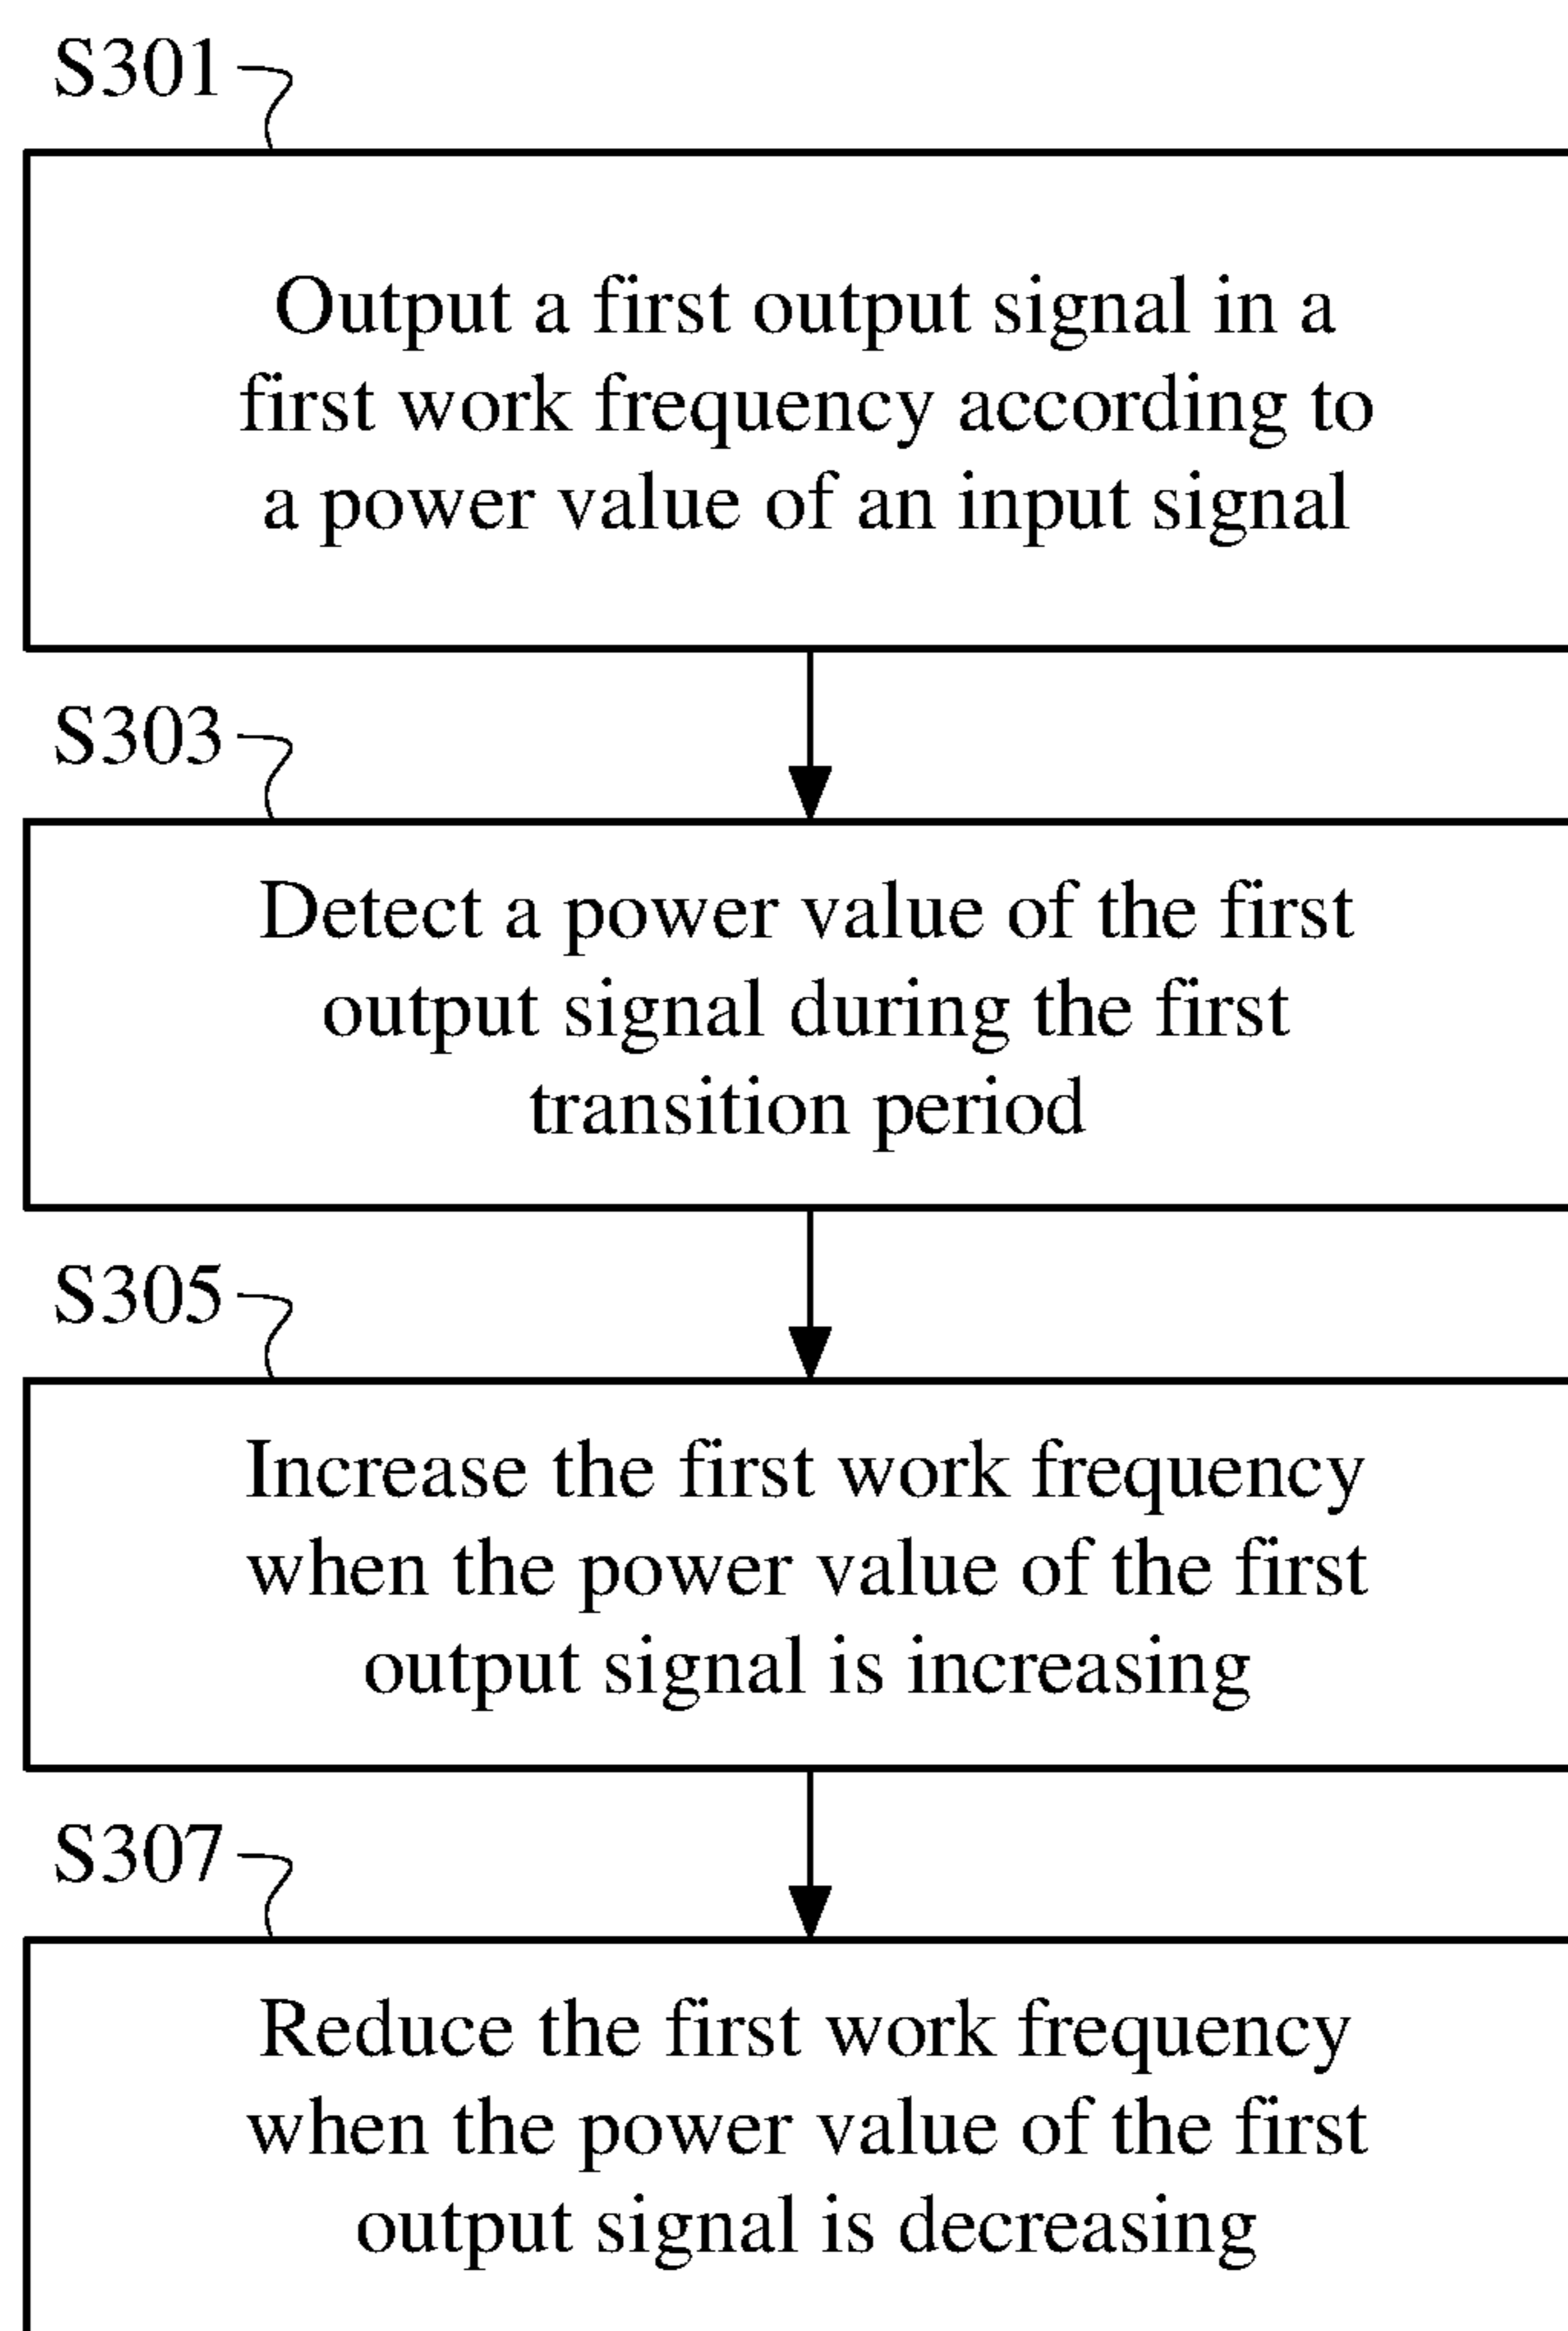 S301
Output a first output signal in a
first work frequency according to
a power value of an input signal
S303
Detect a power value of the first
output signal during the first
transition period
S305
Increase the first work frequency
when the power value of the first
output signal is increasing
S307
Reduce the first work frequency
when the power value of the first
output signal is decreasing